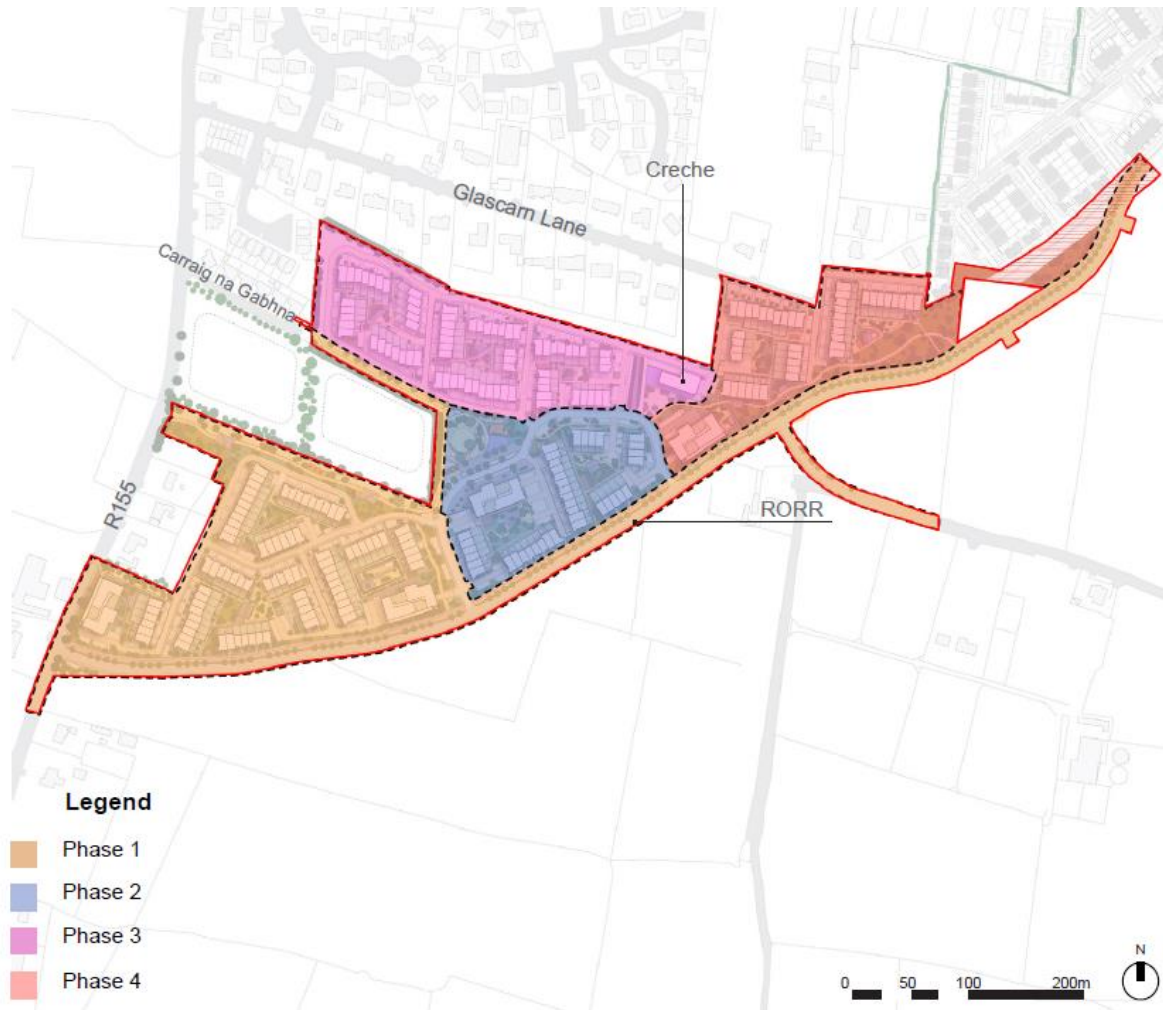 Creche
Glascarn Lane
Carraig na Gabhna
R155
RORR
Legend
Phase 1
Phase 2
Phase 3
Phase 4
0 50 100 200m
N